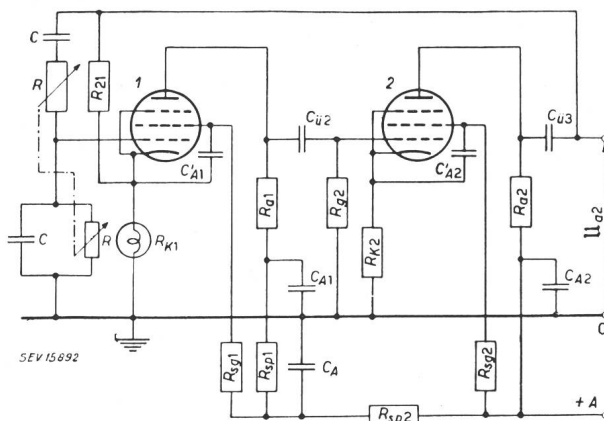 C
R
R21
1
2
Cü2
Cü3
C'A1
C'A2
Ra1
Rg2
RK2
Ra2
C
R
RK1
CA1
CA2
𝔘a2
0
SEV 15892
Rsg1
Rsp1
CA
Rsp2
Rsg2
+ A